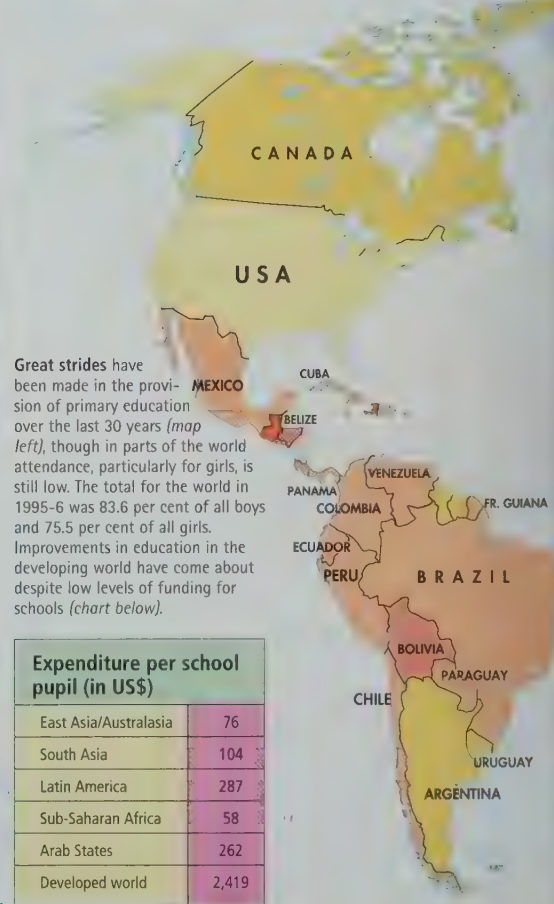 CANADA
USA
Great strides have
been made in the provi-
sion of primary education
over the last 30 years (map
left), though in parts of the world
attendance, particularly for girls, is
still low. The total for the world in
1995-6 was 83.6 per cent of all boys
and 75.5 per cent of all girls.
Improvements in education in the
developing world have come about
despite low levels of funding for
schools (chart below).
MEXICO
CUBA
BELIZE
PANAMA
VENEZUELA
COLOMBIA
FR. GUIANA
ECUADOR
PERU
BRAZIL
BOLIVIA
PARAGUAY
CHILE
URUGUAY
ARGENTINA
Expenditure per school
pupil (in US$)
East Asia/Australasia 76
South Asia 104
Latin America 287
Sub-Saharan Africa 58
Arab States 262
Developed world 2,419